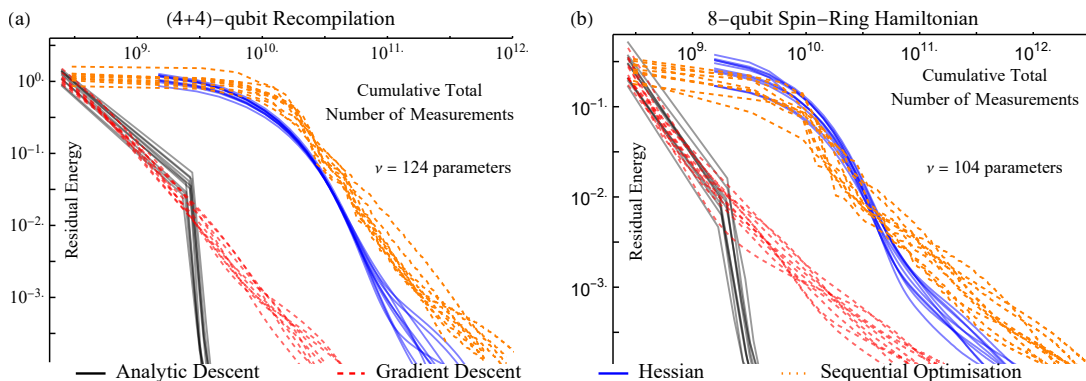 (a) (4+4)−qubit Recompilation
10^9. 10^10. 10^11. 10^12.
10^0.
10^-1.
10^-2.
10^-3.
Residual Energy
Cumulative Total
Number of Measurements
ν = 124 parameters
(b) 8−qubit Spin−Ring Hamiltonian
10^9. 10^10. 10^11. 10^12.
10^-1.
10^-2.
10^-3.
Residual Energy
Cumulative Total
Number of Measurements
ν = 104 parameters
Analytic Descent Gradient Descent Hessian Sequential Optimisation